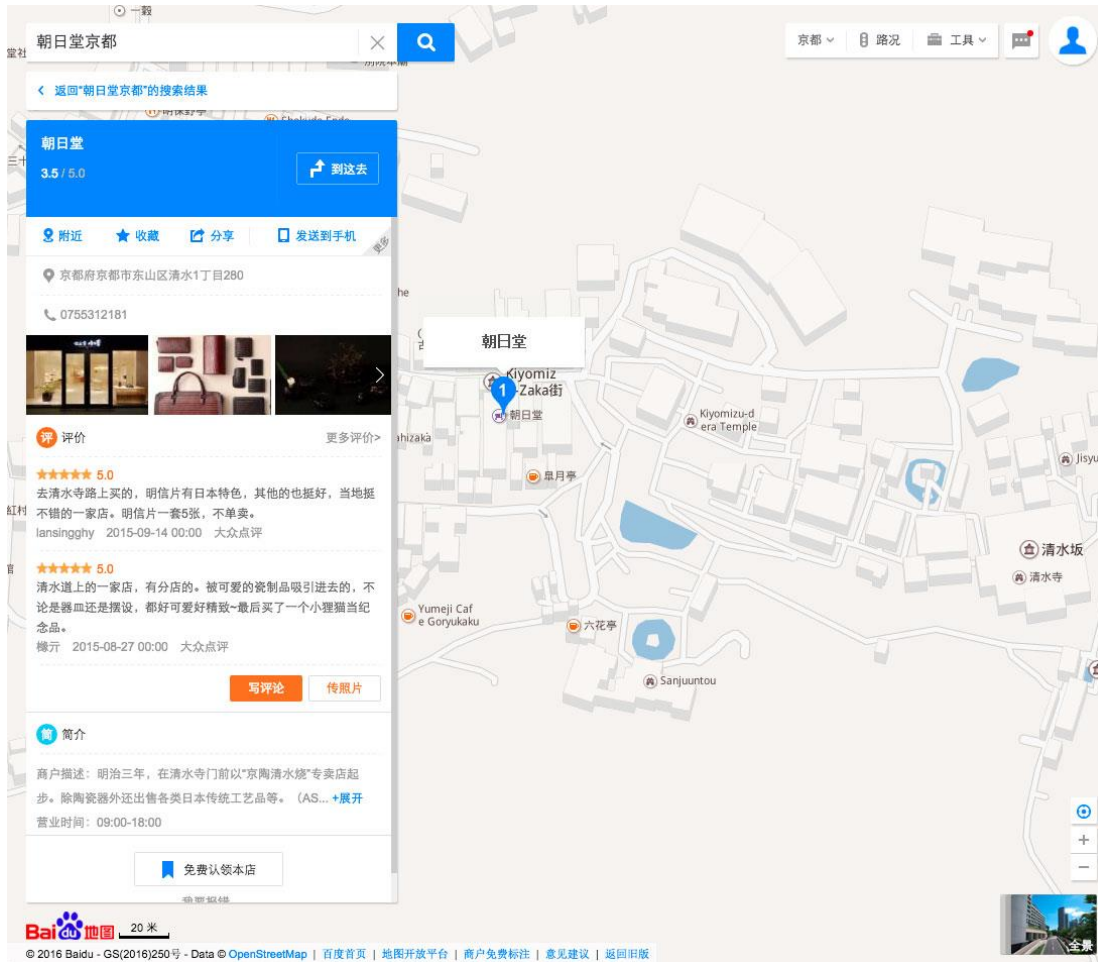 一穀
朝日堂京都
京都
路况
工具
返回“朝日堂京都”的搜索结果
朝日堂
3.5 / 5.0
到这去
附近
收藏
分享
发送到手机
更多
京都府京都市东山区清水1丁目280
0755312181
评
评价
更多评价>
5.0
去清水寺路上买的，明信片有日本特色，其他的也挺好，当地挺
不错的一家店。明信片一套5张，不单卖。
lansingghy 2015-09-14 00:00 大众点评
5.0
清水道上的一家店，有分店的。被可爱的瓷制品吸引进去的，不
论是器皿还是摆设，都好可爱好精致~最后买了一个小狸猫当纪
念品。
2015-08-27 00:00 大众点评
写评论
传照片
简
简介
商户描述：明治三年，在清水寺门前以“京陶清水烧”专卖店起
步。除陶瓷器外还出售各类日本传统工艺品等。（AS... +展开
营业时间：09:00-18:00
免费认领本店
朝日堂
Kiyomiz
-Zaka街
1
朝日堂
Kiyomizu-d
era Temple
皐月亭
Jisyu
清水坂
清水寺
Yumeji Caf
e Goryukaku
六花亭
Sanjuuntou
全景
Bai du 地图
20 米
© 2016 Baidu - GS(2016)250号 - Data © OpenStreetMap | 百度首页 | 地图开放平台 | 商户免费标注 | 意见建议 | 返回旧版